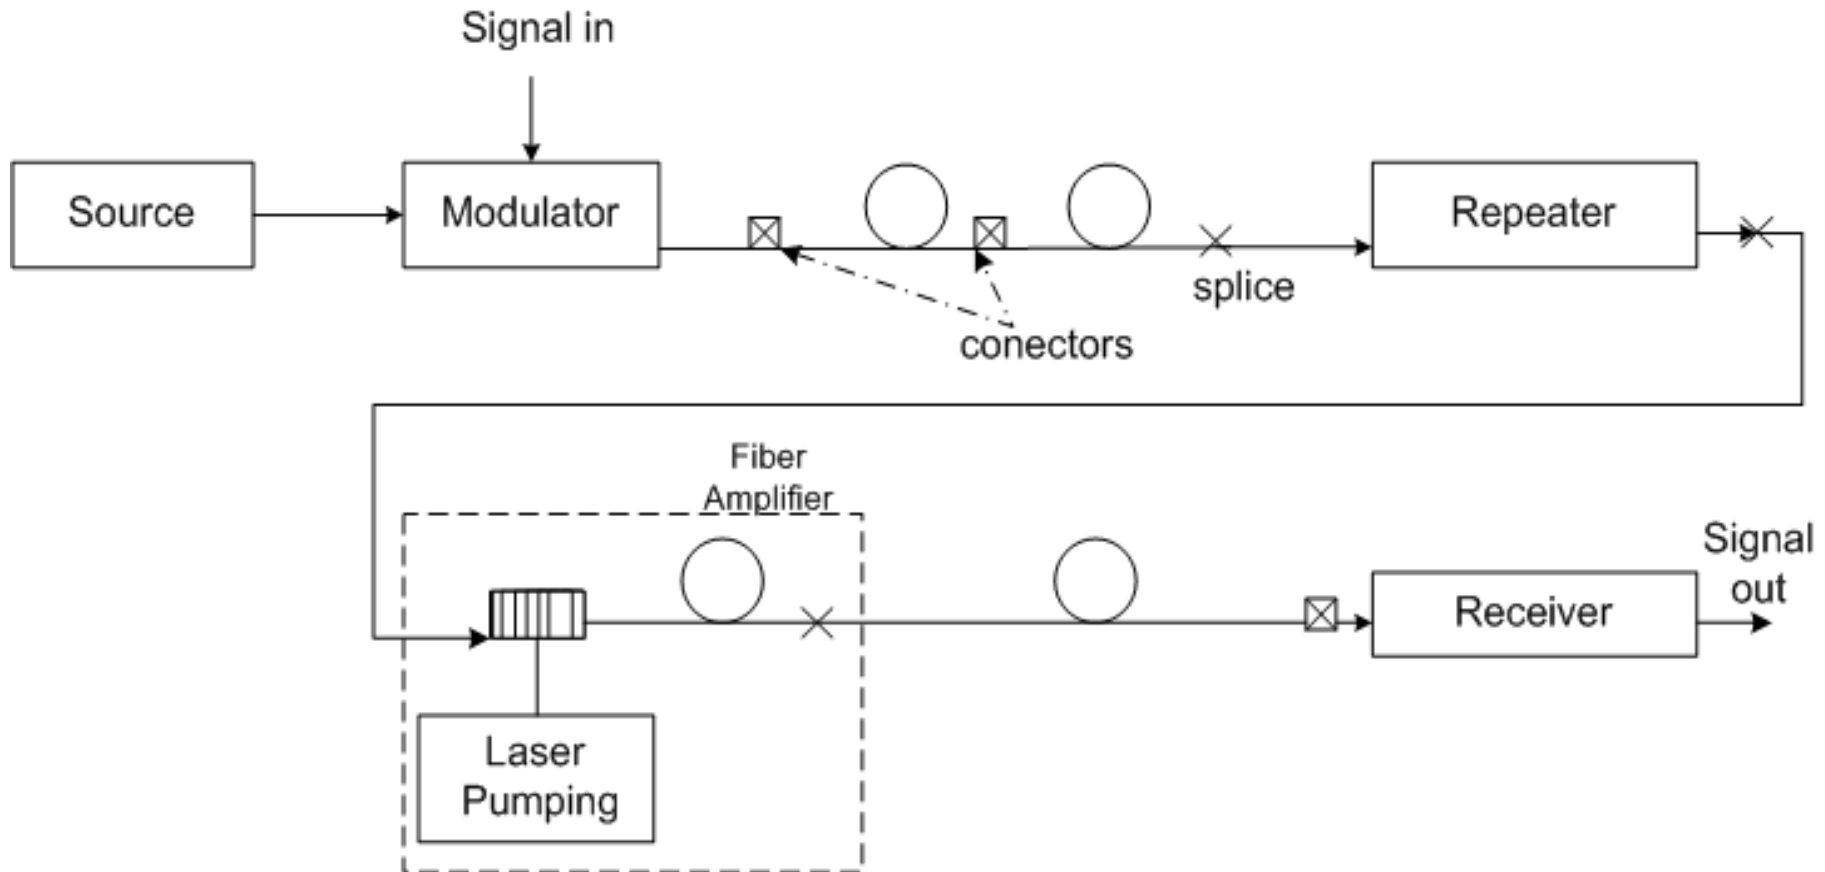 Signal in
Source
Modulator
Repeater
splice
conectors
Fiber
Amplifier
Signal
out
Receiver
Laser
Pumping